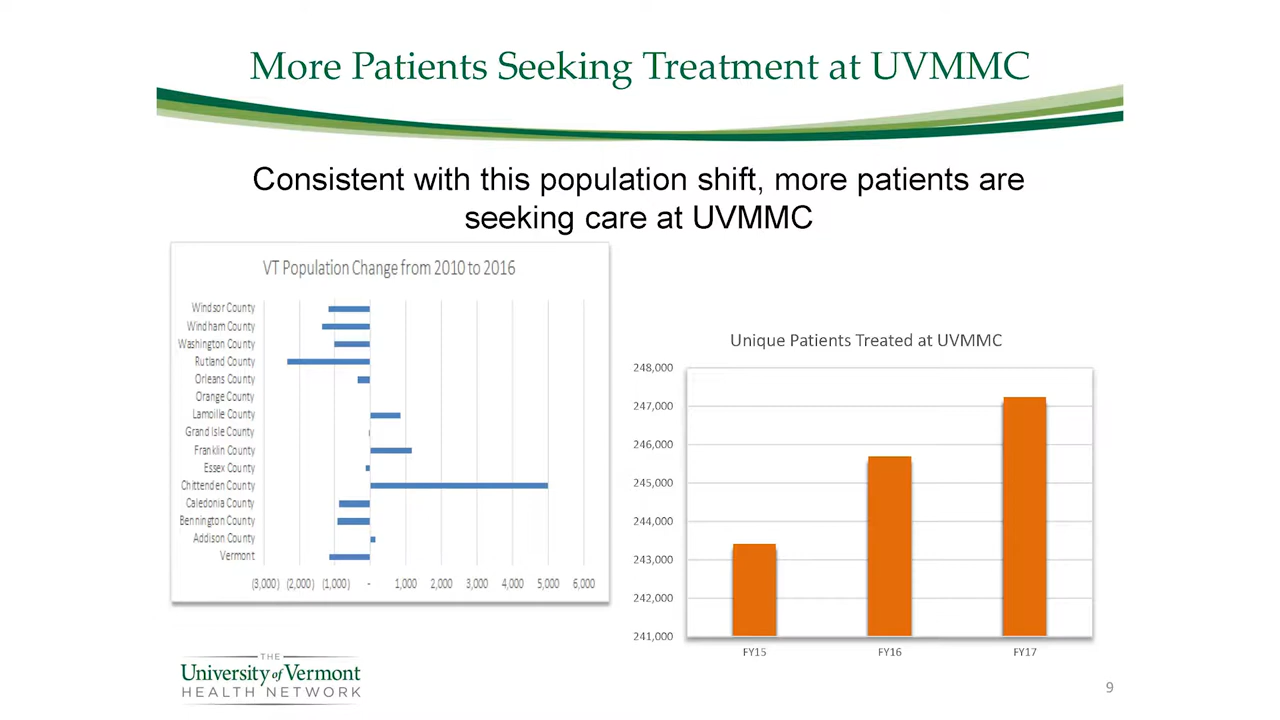 More Patients Seeking Treatment at UVMMC
Consistent with this population shift, more patients are
seeking care at UVMMC
VT Population Change from 2010 to 2016
Windsor County
Windham County
Washington County
Rutland County
Orleans County
Orange County
Lamoille County
Grand Isle County
Franklin County
Essex County
Chittenden County
Caledonia County
Bennington County
Addison County
Vermont
(3,000) (2,000) (1,000) - 1,000 2,000 3,000 4,000 5,000 6,000
Unique Patients Treated at UVMMC
248,000
247,000
246,000
245,000
244,000
243,000
242,000
241,000
FY15 FY16 FY17
THE
University of Vermont
HEALTH NETWORK
9